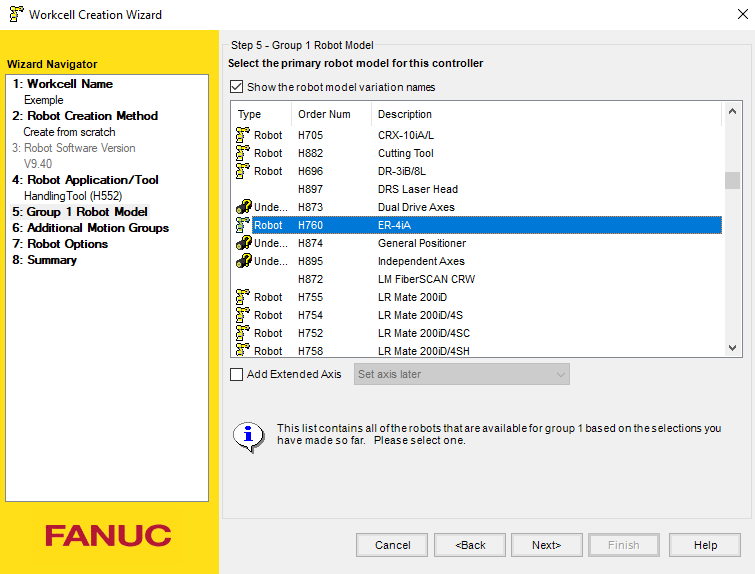 Workcell Creation Wizard
Wizard Navigator
1: Workcell Name
Exemple
2: Robot Creation Method
Create from scratch
3: Robot Software Version
V9.40
4: Robot Application/Tool
HandlingTool (H552)
5: Group 1 Robot Model
6: Additional Motion Groups
7: Robot Options
8: Summary
FANUC
Step 5 - Group 1 Robot Model
Select the primary robot model for this controller
Show the robot model variation names
Type Order Num Description
Robot H705 CRX-10iA/L
Robot H882 Cutting Tool
Robot H696 DR-3iB/8L
H897 DRS Laser Head
Unde... H873 Dual Drive Axes
Robot H760 ER-4iA
Unde... H874 General Positioner
Unde... H895 Independent Axes
H872 LM FiberSCAN CRW
Robot H755 LR Mate 200iD
Robot H754 LR Mate 200iD/4S
Robot H752 LR Mate 200iD/4SC
Robot H758 LR Mate 200iD/4SH
Add Extended Axis Set axis later
This list contains all of the robots that are available for group 1 based on the selections you
have made so far. Please select one.
Cancel <Back Next> Finish Help